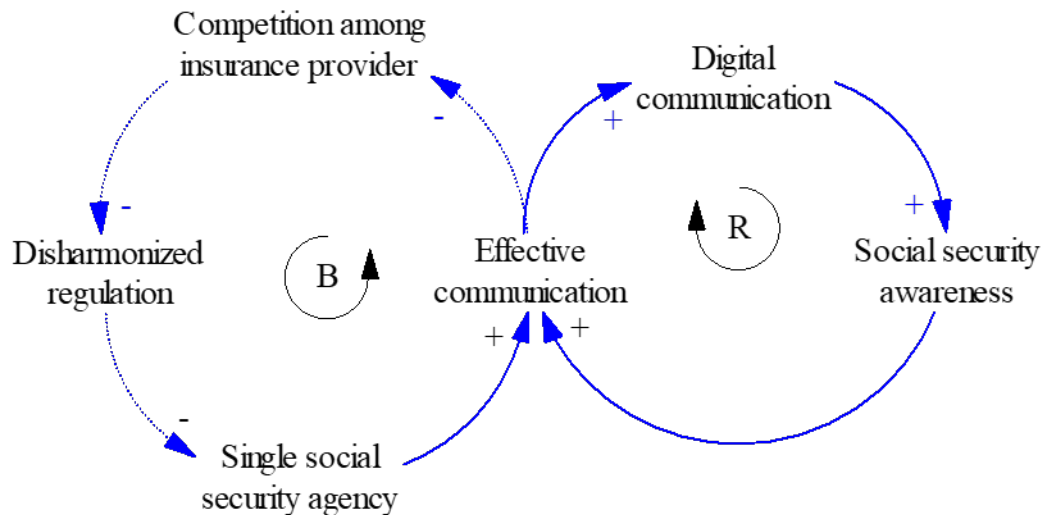 Competition among
insurance provider
Digital
communication
-
+
-
+
Disharmonized
regulation
B
Effective
communication
R
Social security
awareness
+
+
-
Single social
security agency